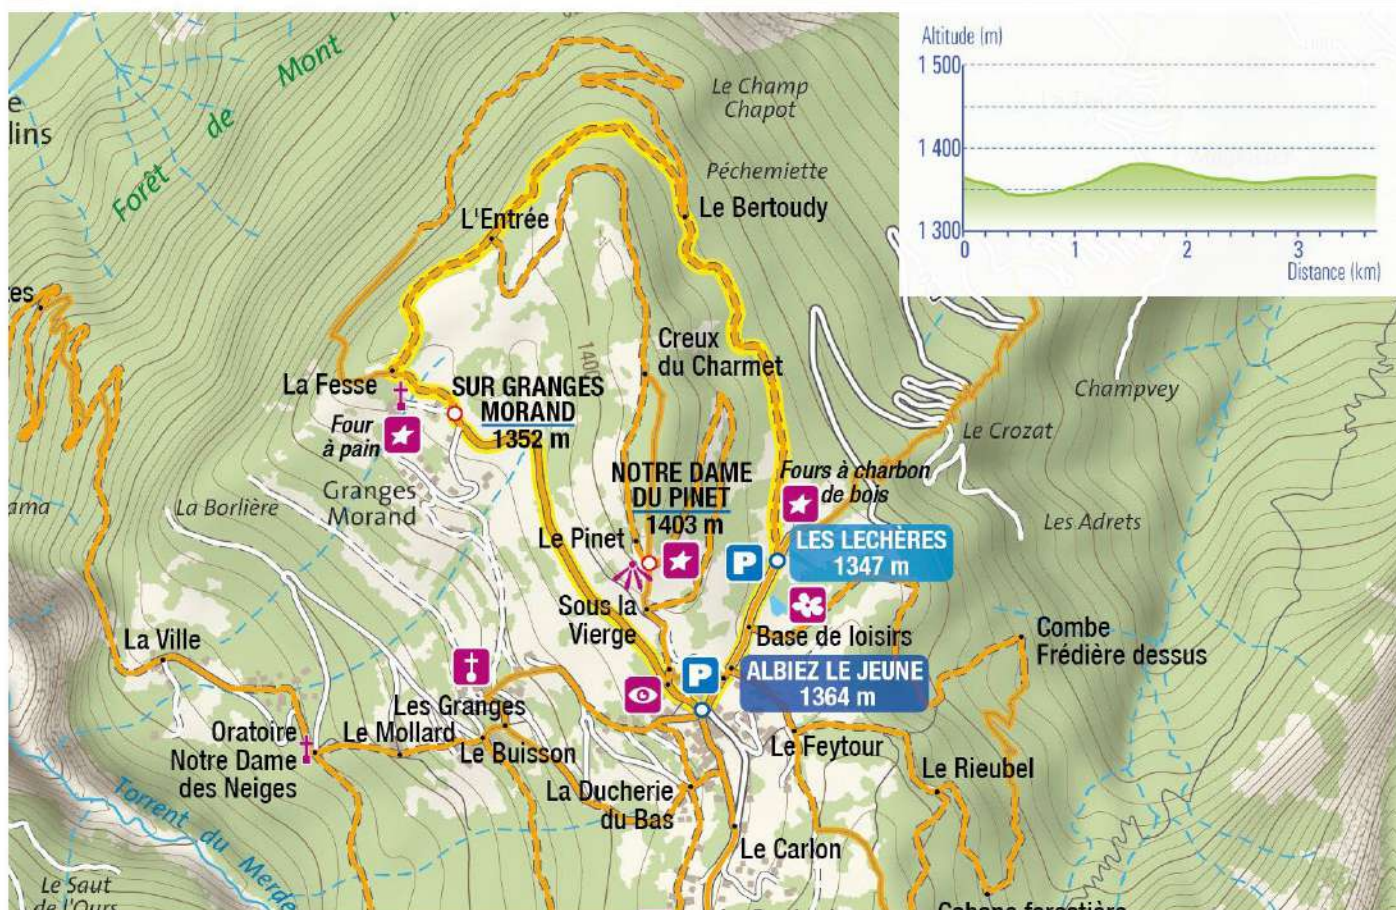 Altitude (m)
1 500
1 400
1 300
0
1
2
3
Distance (km)
Forêt
de
Mont
Le Champ
Chapot
Péchemiette
Le Bertoudy
L'Entrée
e
lins
es
Creux
du Charmet
1400
La Fesse
SUR GRANGES
MORAND
1352 m
Four
à pain
Granges
Morand
La Borlière
ama
NOTRE DAME
DU PINET
1403 m
Fours à charbon
de bois
Champvey
Le Crozat
Les Adrets
Le Pinet
P
LES LECHÈRES
1347 m
Sous la
Vierge
Base de loisirs
P
ALBIEZ LE JEUNE
1364 m
Combe
Frédière dessus
La Ville
Les Granges
Oratoire
Notre Dame
des Neiges
Le Mollard
Le Buisson
Le Feytour
Le Rieubel
La Ducherie
du Bas
Le Carlon
Torrent du Merde
Le Saut
de l'Ours
Cabane forestière